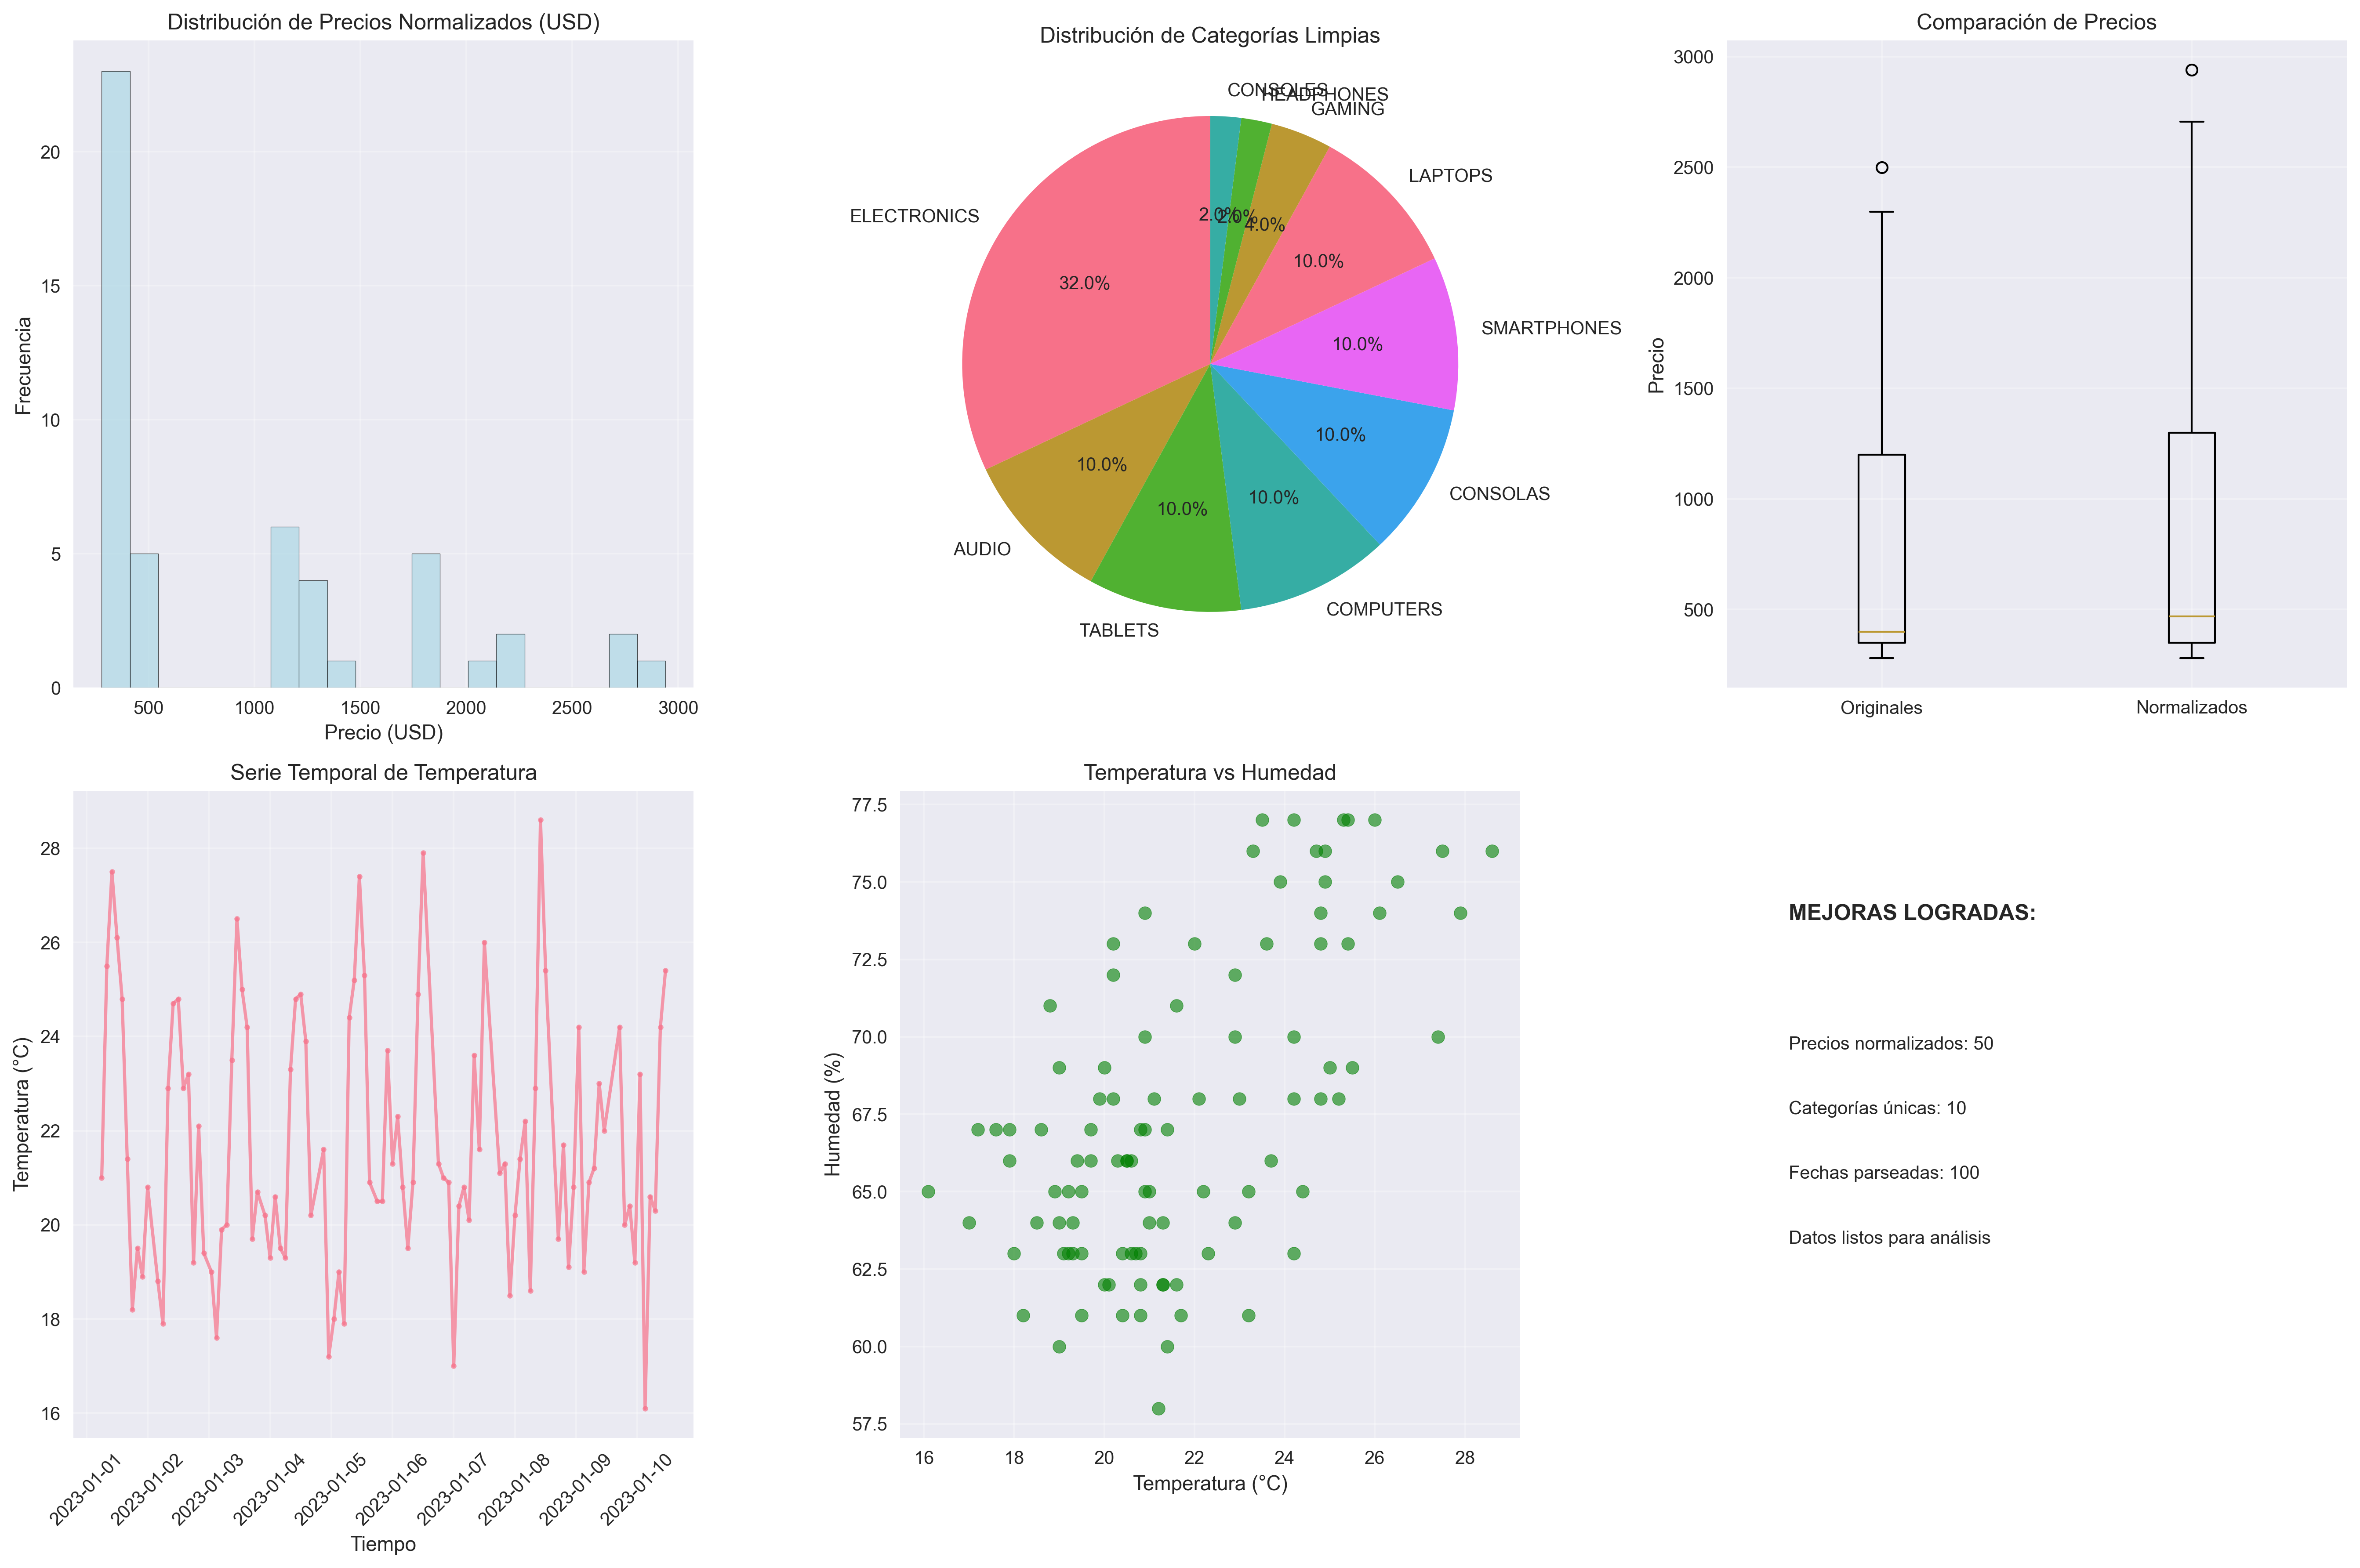 Distribución de Precios Normalizados (USD)
Frecuencia
20
15
10
5
0
500 1000 1500 2000 2500 3000
Precio (USD)
Distribución de Categorías Limpias
CONSOLES
HEADPHONES
GAMING
LAPTOPS
ELECTRONICS
SMARTPHONES
CONSOLAS
AUDIO
COMPUTERS
TABLETS
2.0%
2.0%
4.0%
10.0%
32.0%
10.0%
10.0%
10.0%
10.0%
10.0%
Comparación de Precios
Precio
3000
2500
2000
1500
1000
500
Originales Normalizados
Serie Temporal de Temperatura
Temperatura (°C)
28
26
24
22
20
18
16
2023-01-01
2023-01-02
2023-01-03
2023-01-04
2023-01-05
2023-01-06
2023-01-07
2023-01-08
2023-01-09
2023-01-10
Tiempo
Temperatura vs Humedad
Humedad (%)
77.5
75.0
72.5
70.0
67.5
65.0
62.5
60.0
57.5
16 18 20 22 24 26 28
Temperatura (°C)
MEJORAS LOGRADAS:
Precios normalizados: 50
Categorías únicas: 10
Fechas parseadas: 100
Datos listos para análisis